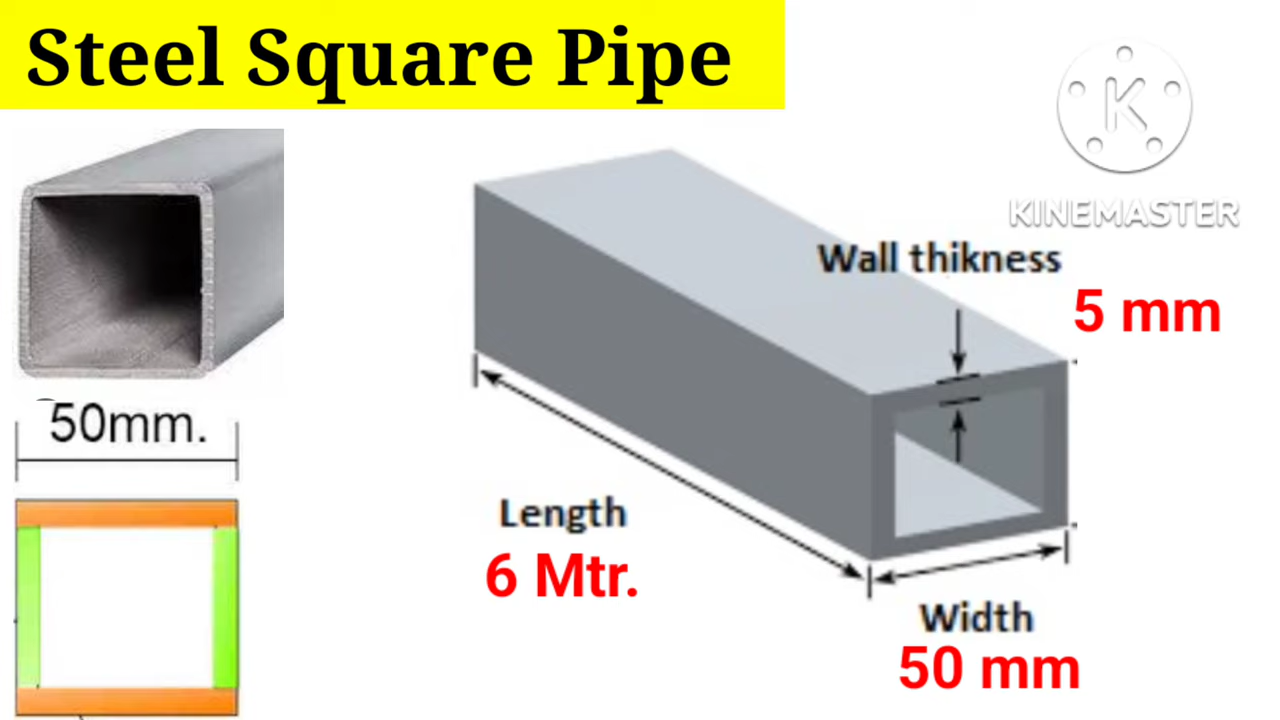 Steel Square Pipe
K
KINEMASTER
Wall thikness
5 mm
50mm.
Length
6 Mtr.
Width
50 mm